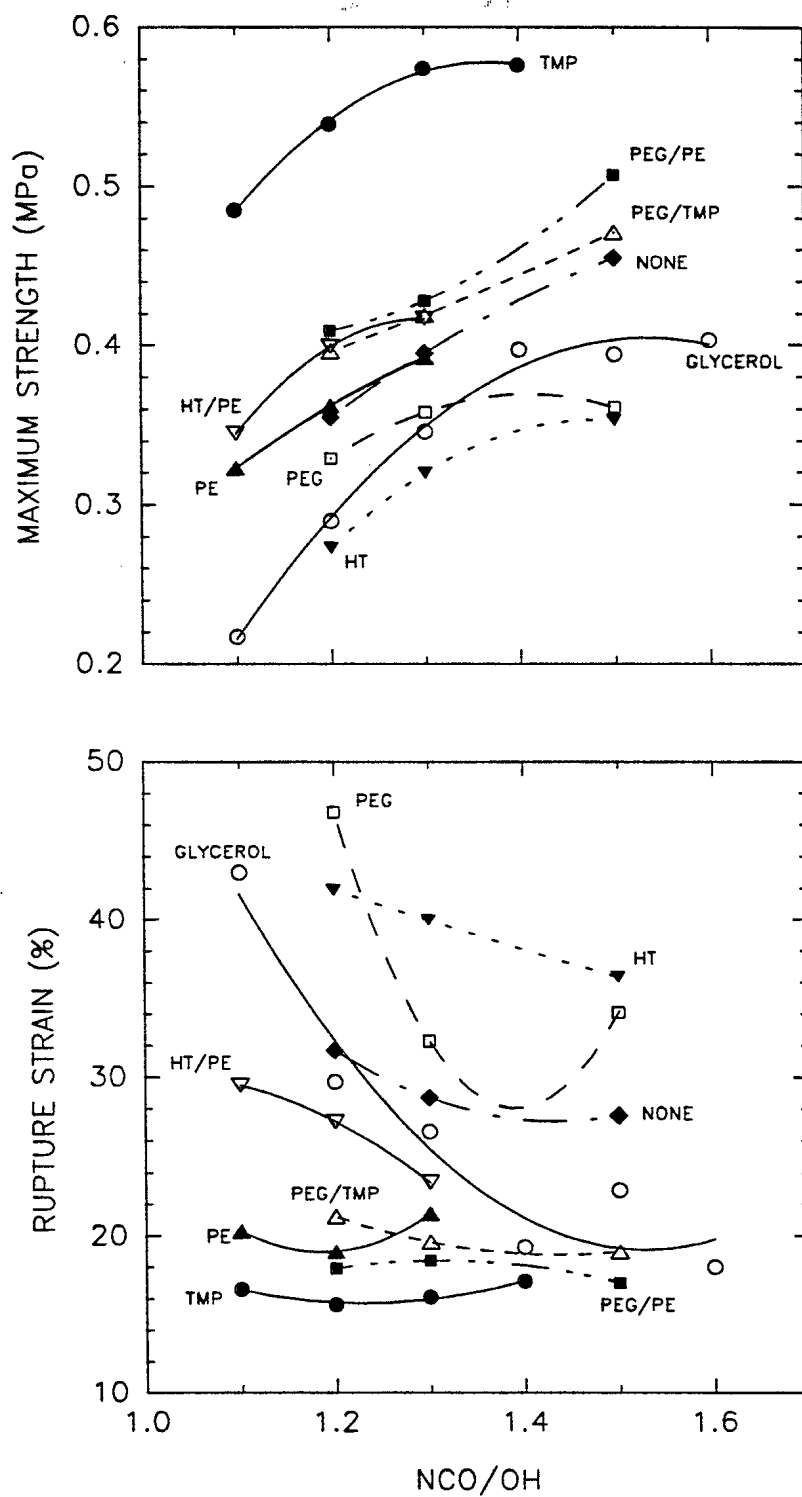 0.6
TMP
PEG/PE
0.5
PEG/TMP
NONE
MAXIMUM STRENGTH (MPa)
0.4
GLYCEROL
HT/PE
PE
PEG
0.3
HT
0.2
50
PEG
GLYCEROL
40
HT
RUPTURE STRAIN (%)
HT/PE
30
NONE
PEG/TMP
PE
20
TMP
PEG/PE
10
1.0 1.2 1.4 1.6
NCO/OH